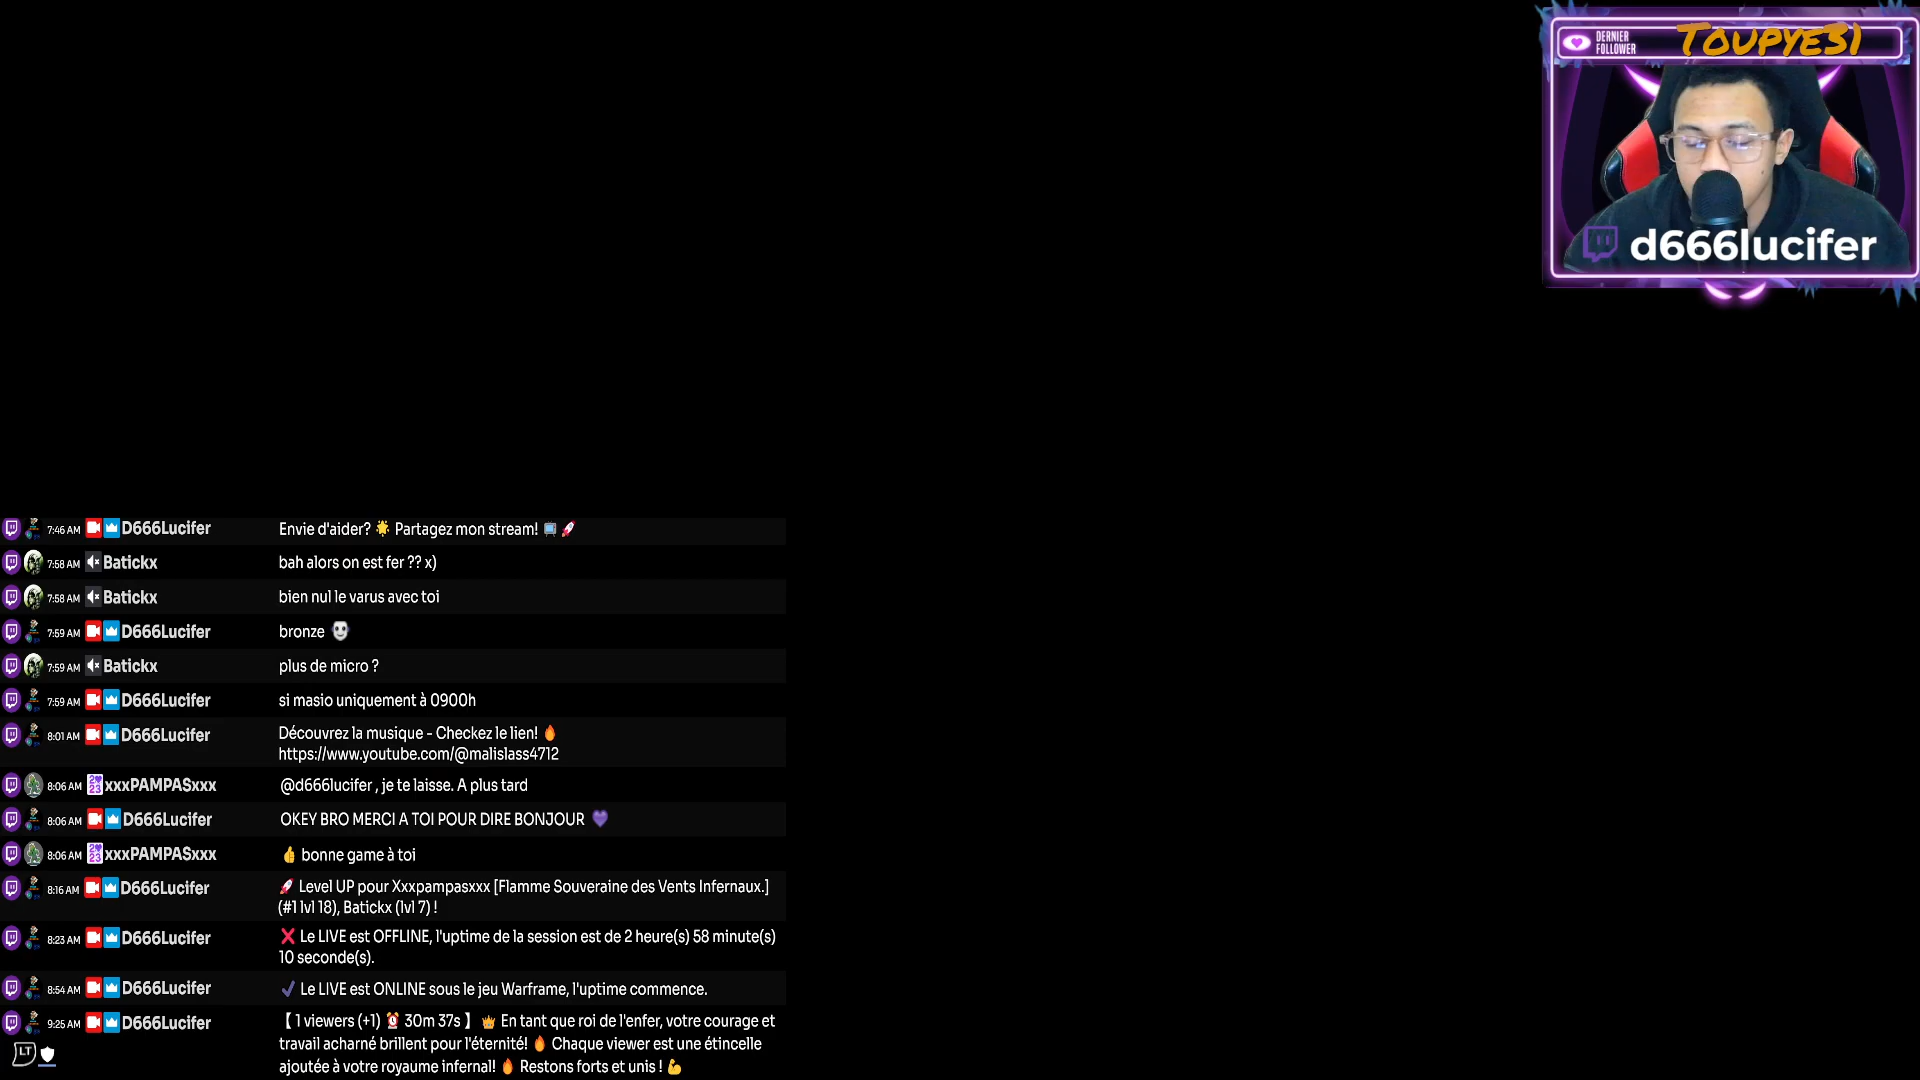 DERNIER
FOLLOWER
TOUPYE31
d666lucifer
7:46 AM D666Lucifer Envie d'aider? 🌟 Partagez mon stream! 📺 🚀
7:58 AM Batickx bah alors on est fer ?? x)
7:58 AM Batickx bien nul le varus avec toi
7:59 AM D666Lucifer bronze 💀
7:59 AM Batickx plus de micro ?
7:59 AM D666Lucifer si masio uniquement à 0900h
8:01 AM D666Lucifer Découvrez la musique - Checkez le lien! 🔥
https://www.youtube.com/@malislass4712
8:06 AM xxxPAMPASxxx @d666lucifer , je te laisse. A plus tard
8:06 AM D666Lucifer OKEY BRO MERCI A TOI POUR DIRE BONJOUR 💜
8:06 AM xxxPAMPASxxx 👍 bonne game à toi
8:16 AM D666Lucifer 🚀 Level UP pour Xxxpampasxxx [Flamme Souveraine des Vents Infernaux.]
(#1 lvl 18), Batickx (lvl 7) !
8:23 AM D666Lucifer ❌ Le LIVE est OFFLINE, l'uptime de la session est de 2 heure(s) 58 minute(s)
10 seconde(s).
8:54 AM D666Lucifer ✔ Le LIVE est ONLINE sous le jeu Warframe, l'uptime commence.
9:25 AM D666Lucifer 【 1 viewers (+1) ⏰ 30m 37s 】 👑 En tant que roi de l'enfer, votre courage et
travail acharné brillent pour l'éternité! 🔥 Chaque viewer est une étincelle
ajoutée à votre royaume infernal! 🔥 Restons forts et unis ! 💪
LT